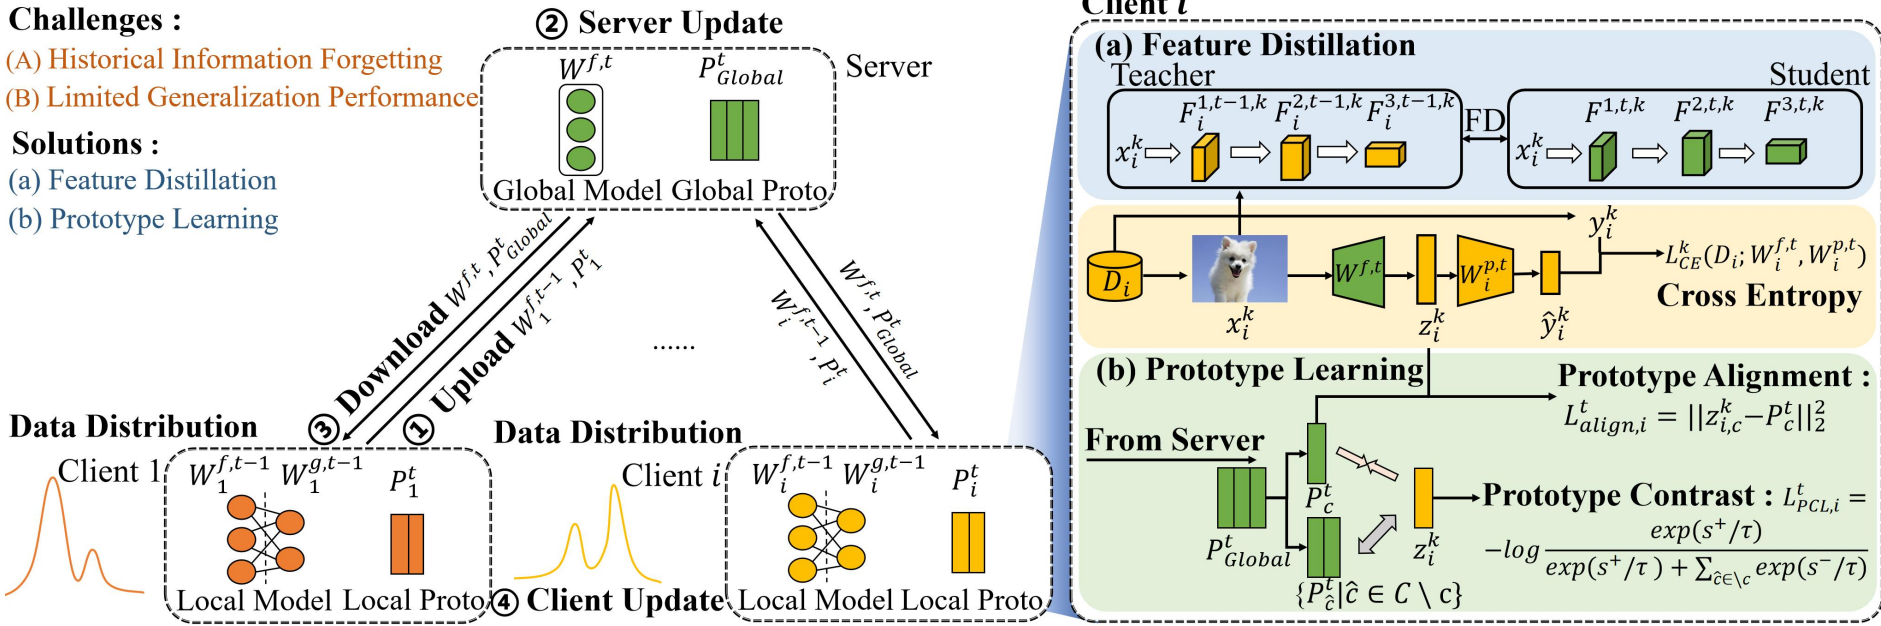 Challenges :
(A) Historical Information Forgetting
(B) Limited Generalization Performance
Solutions :
(a) Feature Distillation
(b) Prototype Learning
② Server Update
W^{f,t} P^t_{Global}
Server
Global Model Global Proto
③ Download W^{f,t}, P^t_{Global}
① Upload W_1^{f,t-1}, P_1^t
......
W_i^{f,t-1}, P_i^t
W^{f,t}, P^t_{Global}
Data Distribution
Client 1
W_1^{f,t-1} W_1^{g,t-1} P_1^t
Local Model Local Proto
Data Distribution
Client i
W_i^{f,t-1} W_i^{g,t-1} P_i^t
④ Client Update
Local Model Local Proto
Client i
(a) Feature Distillation
Teacher
Student
F_i^{1,t-1,k} F_i^{2,t-1,k} F_i^{3,t-1,k}
x_i^k
FD
F^{1,t,k} F^{2,t,k} F^{3,t,k}
x_i^k
y_i^k
D_i
W^{f,t}
W_i^{p,t}
L^k_{CE}(D_i; W_i^{f,t}, W_i^{p,t})
Cross Entropy
x_i^k z_i^k ŷ_i^k
(b) Prototype Learning
Prototype Alignment :
L^t_{align,i} = ||z^k_{i,c} − P_c^t||_2^2
From Server
P^t_{Global}
P_c^t
{P^t_ĉ|ĉ ∈ C \ c}
z_i^k
Prototype Contrast : L^t_{PCL,i} =
−log \frac{exp(s^+/τ)}{exp(s^+/τ) + ∑_{ĉ∈\c} exp(s^−/τ)}